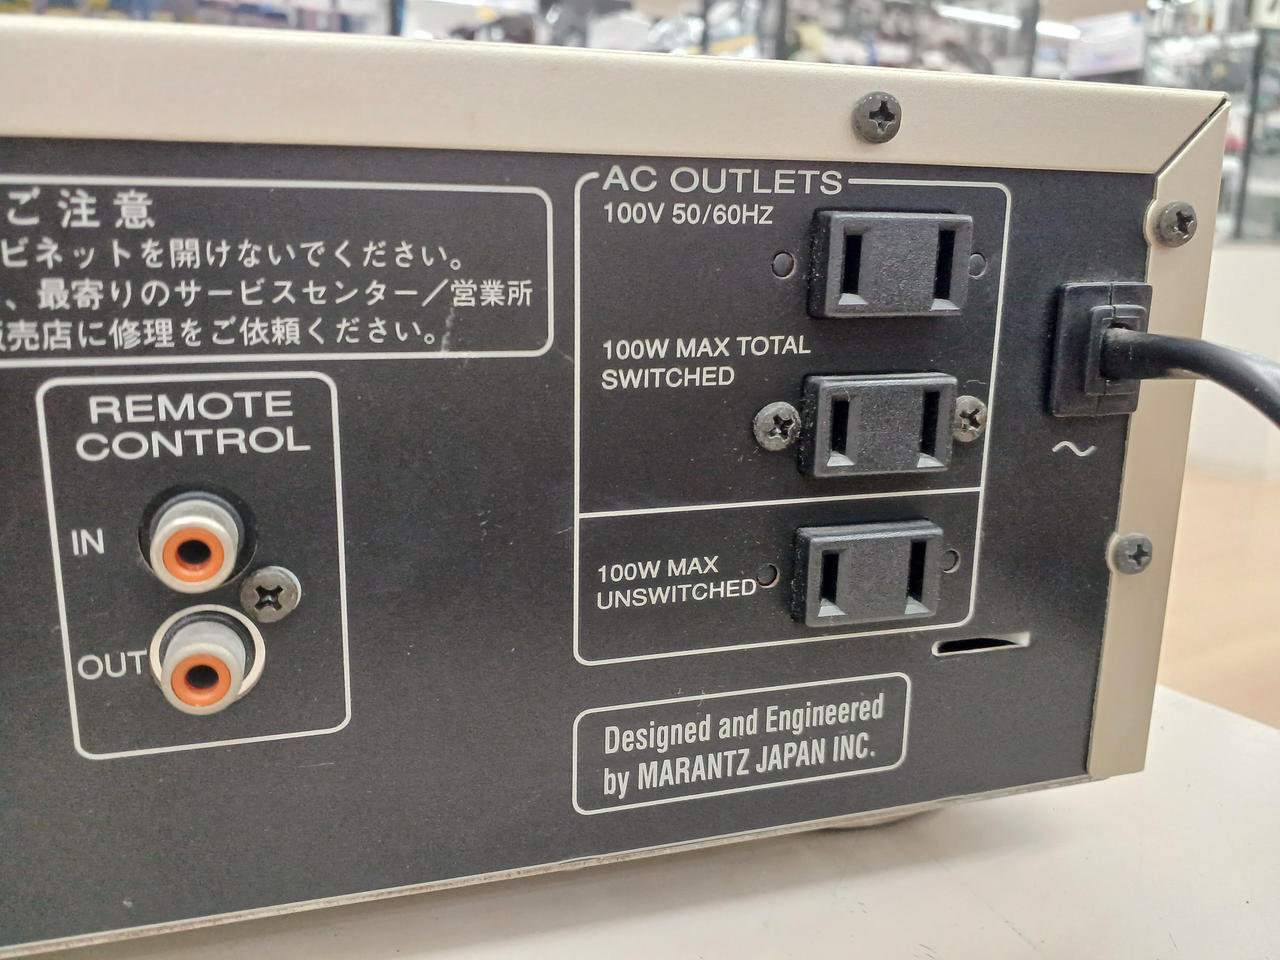 ご注意
ビネットを開けないでください。
、最寄りのサービスセンター／営業所
販売店に修理をご依頼ください。
REMOTE
CONTROL
IN
OUT
AC OUTLETS
100V 50/60HZ
100W MAX TOTAL
SWITCHED
100W MAX
UNSWITCHED
~
Designed and Engineered
by MARANTZ JAPAN INC.